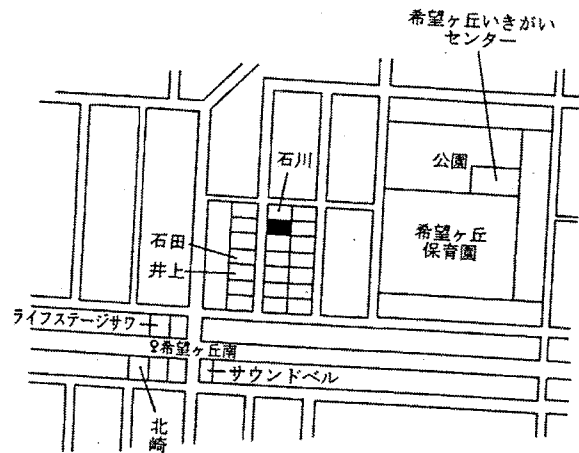 希望ヶ丘いきがい
センター
石川
公園
希望ヶ丘
保育園
石田
井上
ライフステージサワ
希望ヶ丘南
サウンドベル
北崎